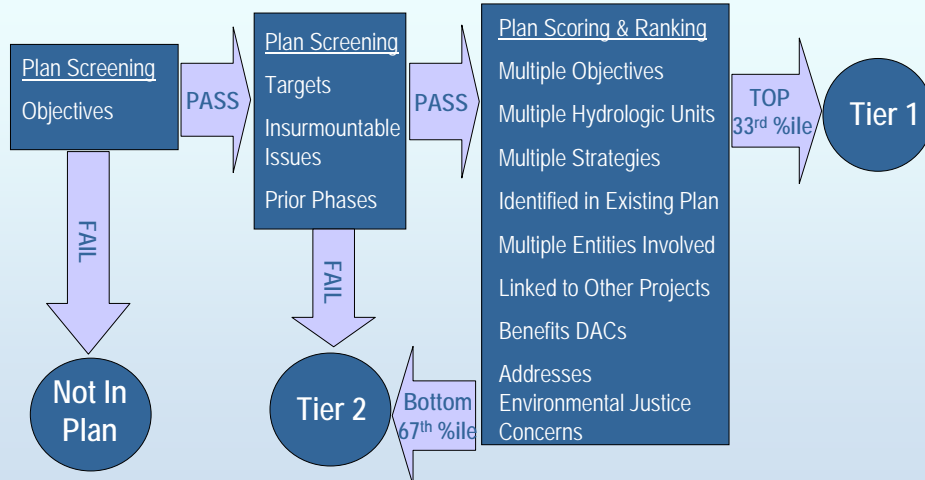 Plan Screening
Objectives
PASS
FAIL
Not In
Plan
Plan Screening
Targets
Insurmountable
Issues
Prior Phases
PASS
FAIL
Tier 2
Plan Scoring & Ranking
Multiple Objectives
Multiple Hydrologic Units
Multiple Strategies
Identified in Existing Plan
Multiple Entities Involved
Linked to Other Projects
Benefits DACs
Addresses
Environmental Justice
Concerns
TOP
33rd %ile
Tier 1
Bottom
67th %ile